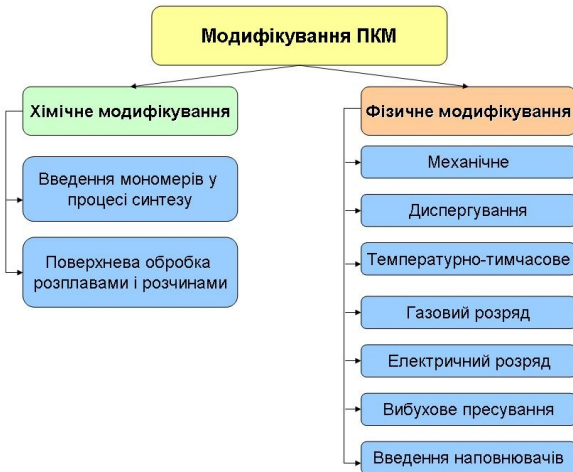 Модифікування ПКМ
Хімічне модифікування
Введення мономерів у
процесі синтезу
Поверхнева обробка
розплавами і розчинами
Фізичне модифікування
Механічне
Диспергування
Температурно-тимчасове
Газовий розряд
Електричний розряд
Вибухове пресування
Введення наповнювачів